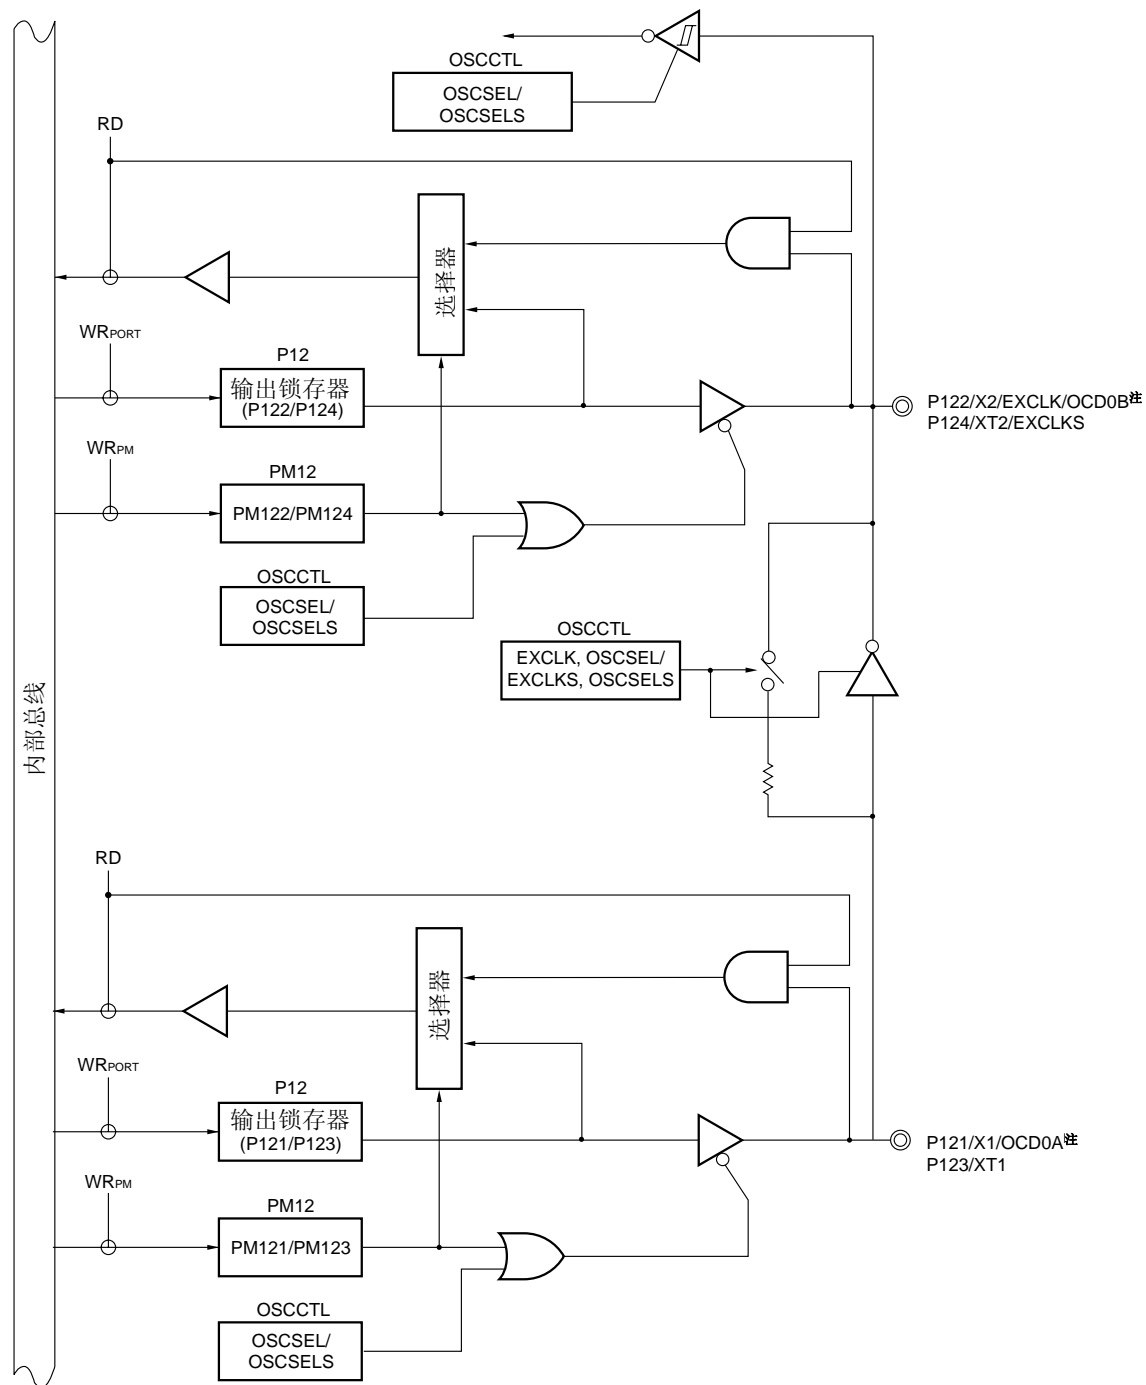 OSCCTL
OSCSEL/
OSCSELS
RD
选择器
WRPORT
P12
输出锁存器
(P122/P124)
P122/X2/EXCLK/OCD0B注
P124/XT2/EXCLKS
WRPM
PM12
PM122/PM124
OSCCTL
OSCSEL/
OSCSELS
OSCCTL
EXCLK, OSCSEL/
EXCLKS, OSCSELS
内部总线
RD
选择器
WRPORT
P12
输出锁存器
(P121/P123)
P121/X1/OCD0A注
P123/XT1
WRPM
PM12
PM121/PM123
OSCCTL
OSCSEL/
OSCSELS